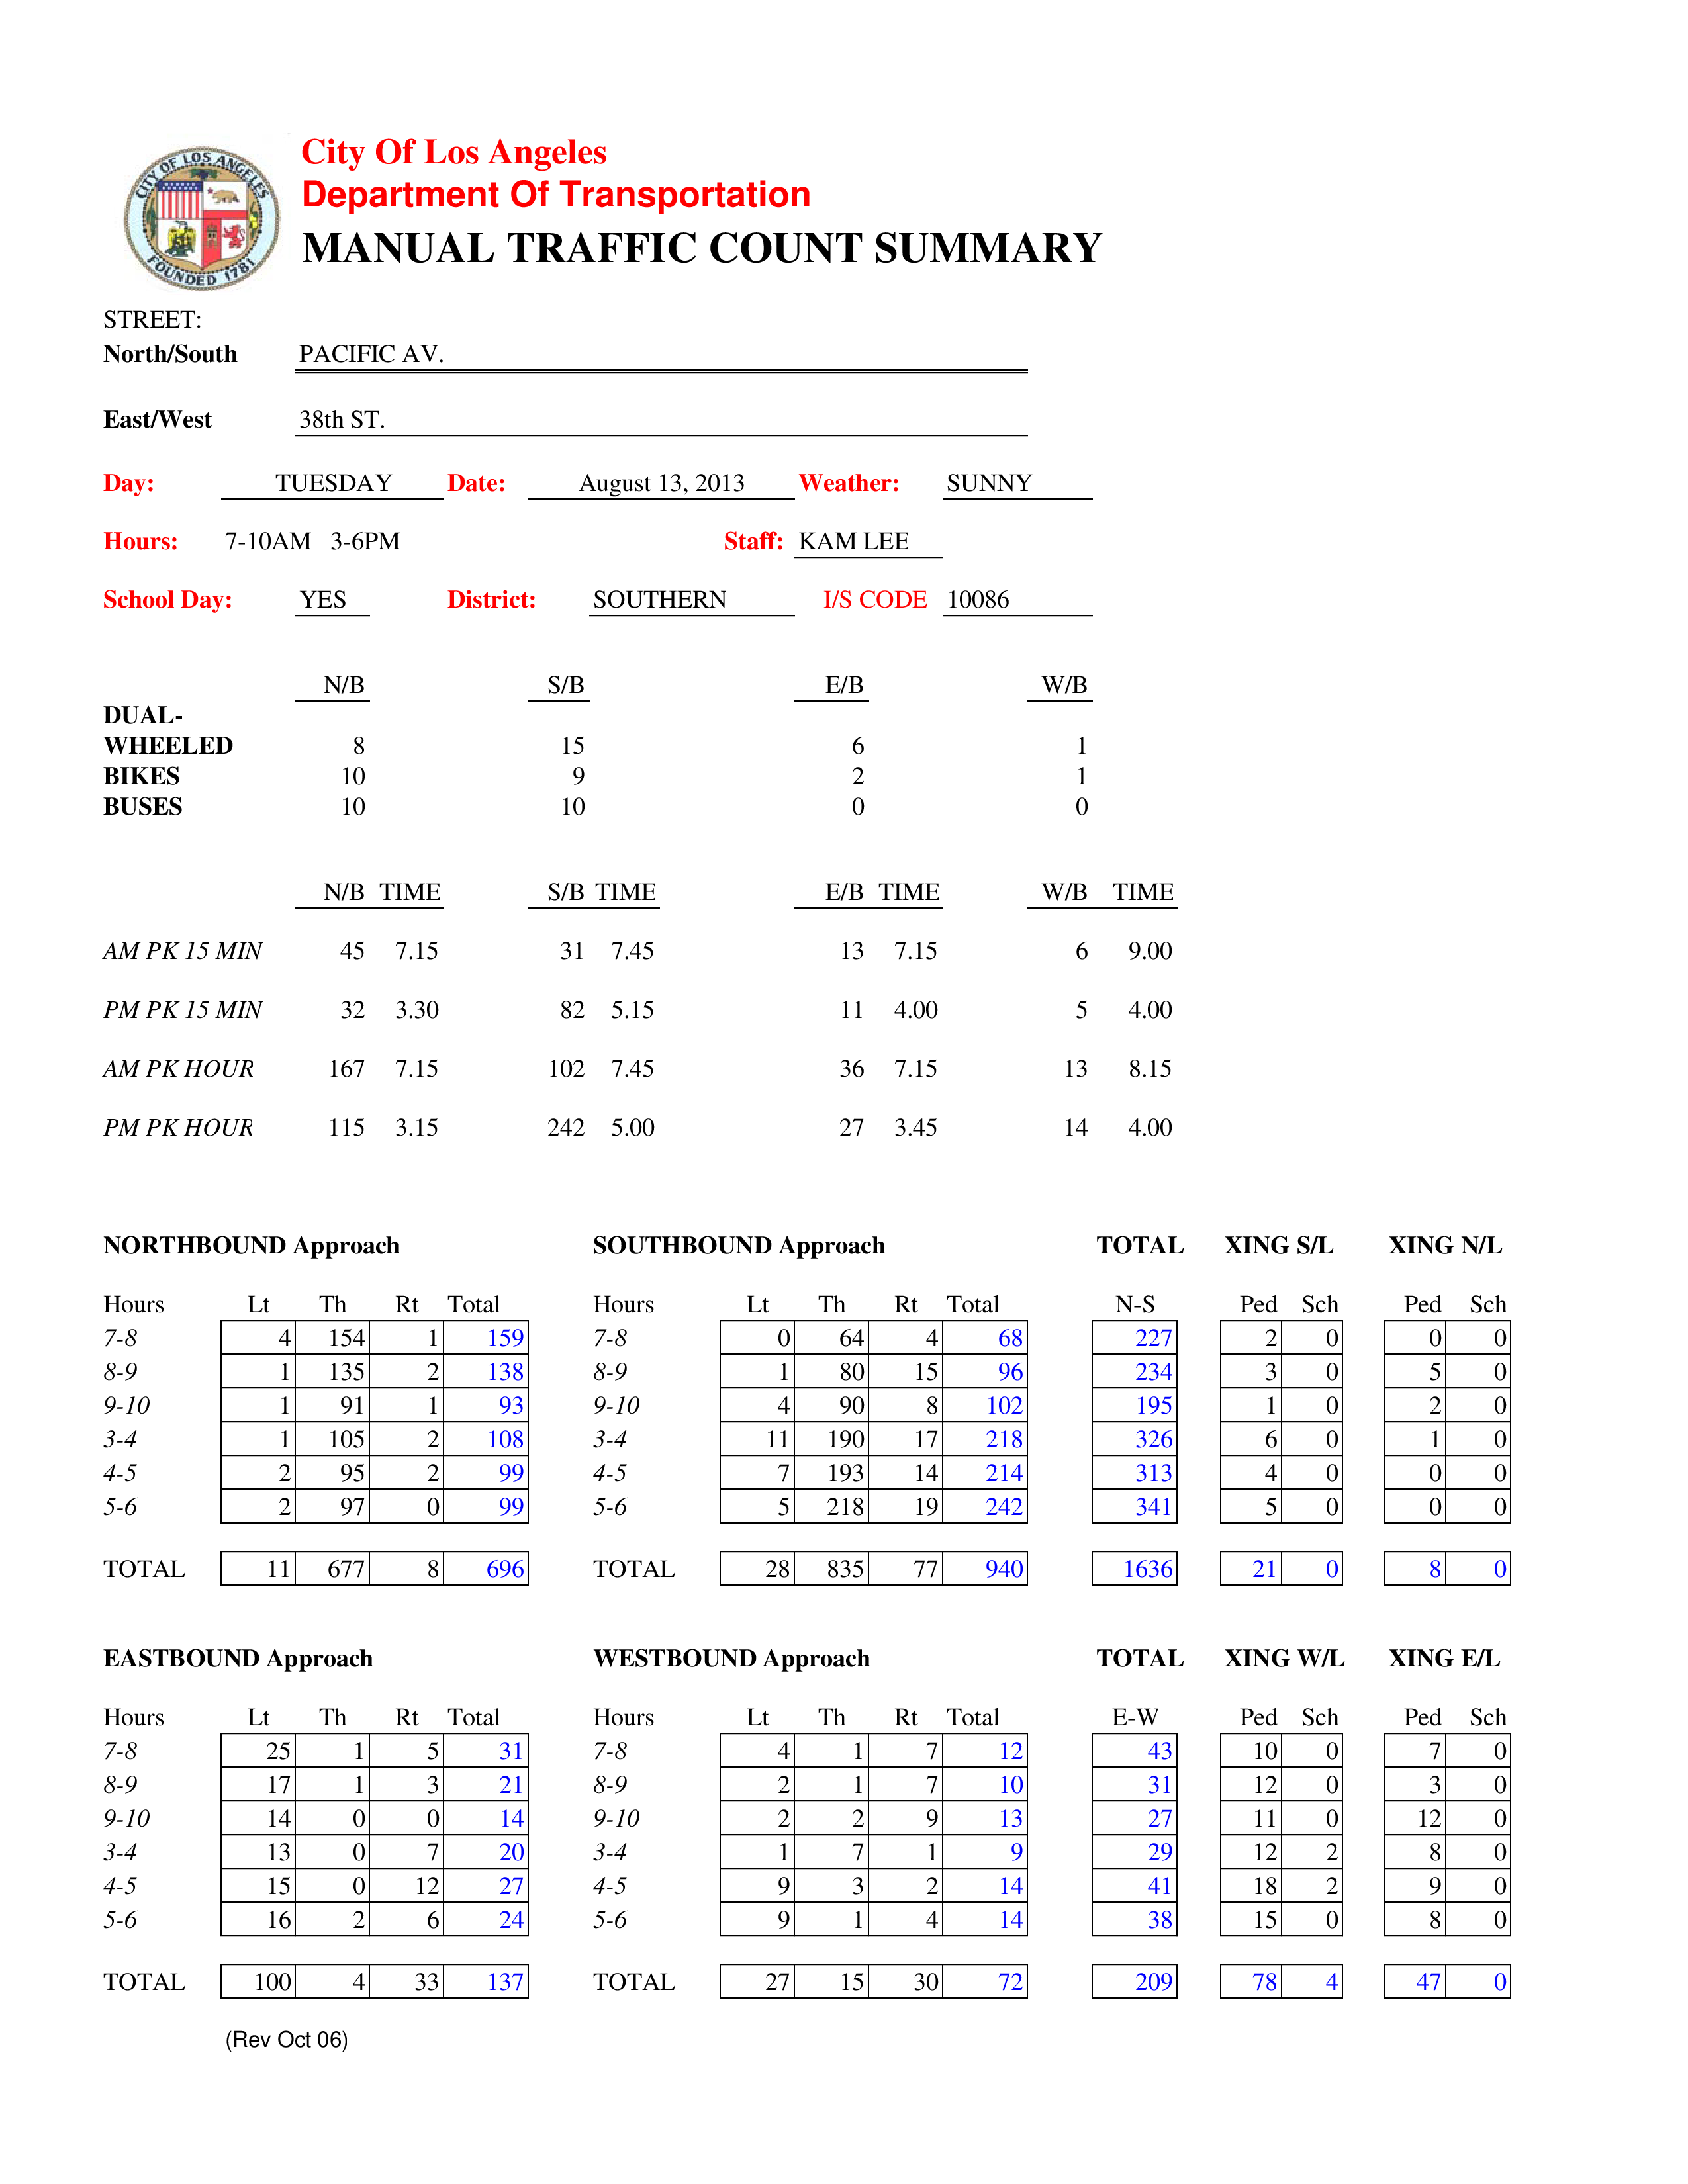 CITY OF LOS ANGELES
FOUNDED 1781
City Of Los Angeles
Department Of Transportation
MANUAL TRAFFIC COUNT SUMMARY
STREET:
North/South PACIFIC AV.
East/West 38th ST.
Day: TUESDAY Date: August 13, 2013 Weather: SUNNY
Hours: 7-10AM 3-6PM Staff: KAM LEE
School Day: YES District: SOUTHERN I/S CODE 10086
N/B S/B E/B W/B
DUAL-
WHEELED 8 15 6 1
BIKES 10 9 2 1
BUSES 10 10 0 0
N/B TIME S/B TIME E/B TIME W/B TIME
AM PK 15 MIN 45 7.15 31 7.45 13 7.15 6 9.00
PM PK 15 MIN 32 3.30 82 5.15 11 4.00 5 4.00
AM PK HOUR 167 7.15 102 7.45 36 7.15 13 8.15
PM PK HOUR 115 3.15 242 5.00 27 3.45 14 4.00
NORTHBOUND Approach SOUTHBOUND Approach TOTAL XING S/L XING N/L
Hours Lt Th Rt Total Hours Lt Th Rt Total N-S Ped Sch Ped Sch
7-8 4 154 1 159 7-8 0 64 4 68 227 2 0 0 0
8-9 1 135 2 138 8-9 1 80 15 96 234 3 0 5 0
9-10 1 91 1 93 9-10 4 90 8 102 195 1 0 2 0
3-4 1 105 2 108 3-4 11 190 17 218 326 6 0 1 0
4-5 2 95 2 99 4-5 7 193 14 214 313 4 0 0 0
5-6 2 97 0 99 5-6 5 218 19 242 341 5 0 0 0
TOTAL 11 677 8 696 TOTAL 28 835 77 940 1636 21 0 8 0
EASTBOUND Approach WESTBOUND Approach TOTAL XING W/L XING E/L
Hours Lt Th Rt Total Hours Lt Th Rt Total E-W Ped Sch Ped Sch
7-8 25 1 5 31 7-8 4 1 7 12 43 10 0 7 0
8-9 17 1 3 21 8-9 2 1 7 10 31 12 0 3 0
9-10 14 0 0 14 9-10 2 2 9 13 27 11 0 12 0
3-4 13 0 7 20 3-4 1 7 1 9 29 12 2 8 0
4-5 15 0 12 27 4-5 9 3 2 14 41 18 2 9 0
5-6 16 2 6 24 5-6 9 1 4 14 38 15 0 8 0
TOTAL 100 4 33 137 TOTAL 27 15 30 72 209 78 4 47 0
(Rev Oct 06)